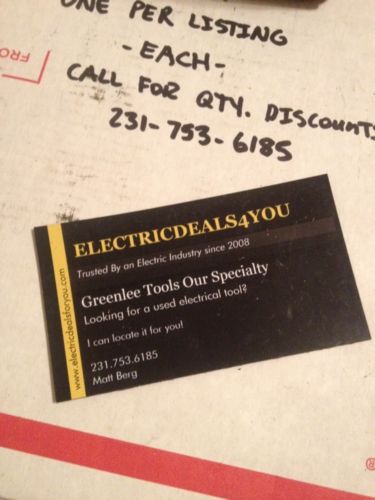 ONE PER LISTING
-EACH-
CALL FOR QTY. DISCOUNTS
231-753-6185
FRO
ELECTRICDEALS4YOU
Trusted By an Electric Industry since 2008
Greenlee Tools Our Specialty
Looking for a used electrical tool?
I can locate it for you!
231.753.6185
Matt Berg
www.electricdealsforyou.com
®